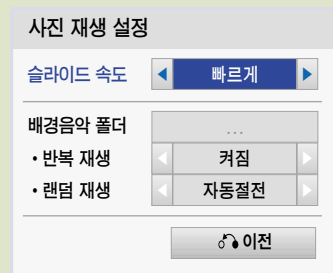 사진 재생 설정
슬라이드 속도 빠르게
배경음악 폴더 ...
• 반복 재생 켜짐
• 랜덤 재생 자동절전
이전